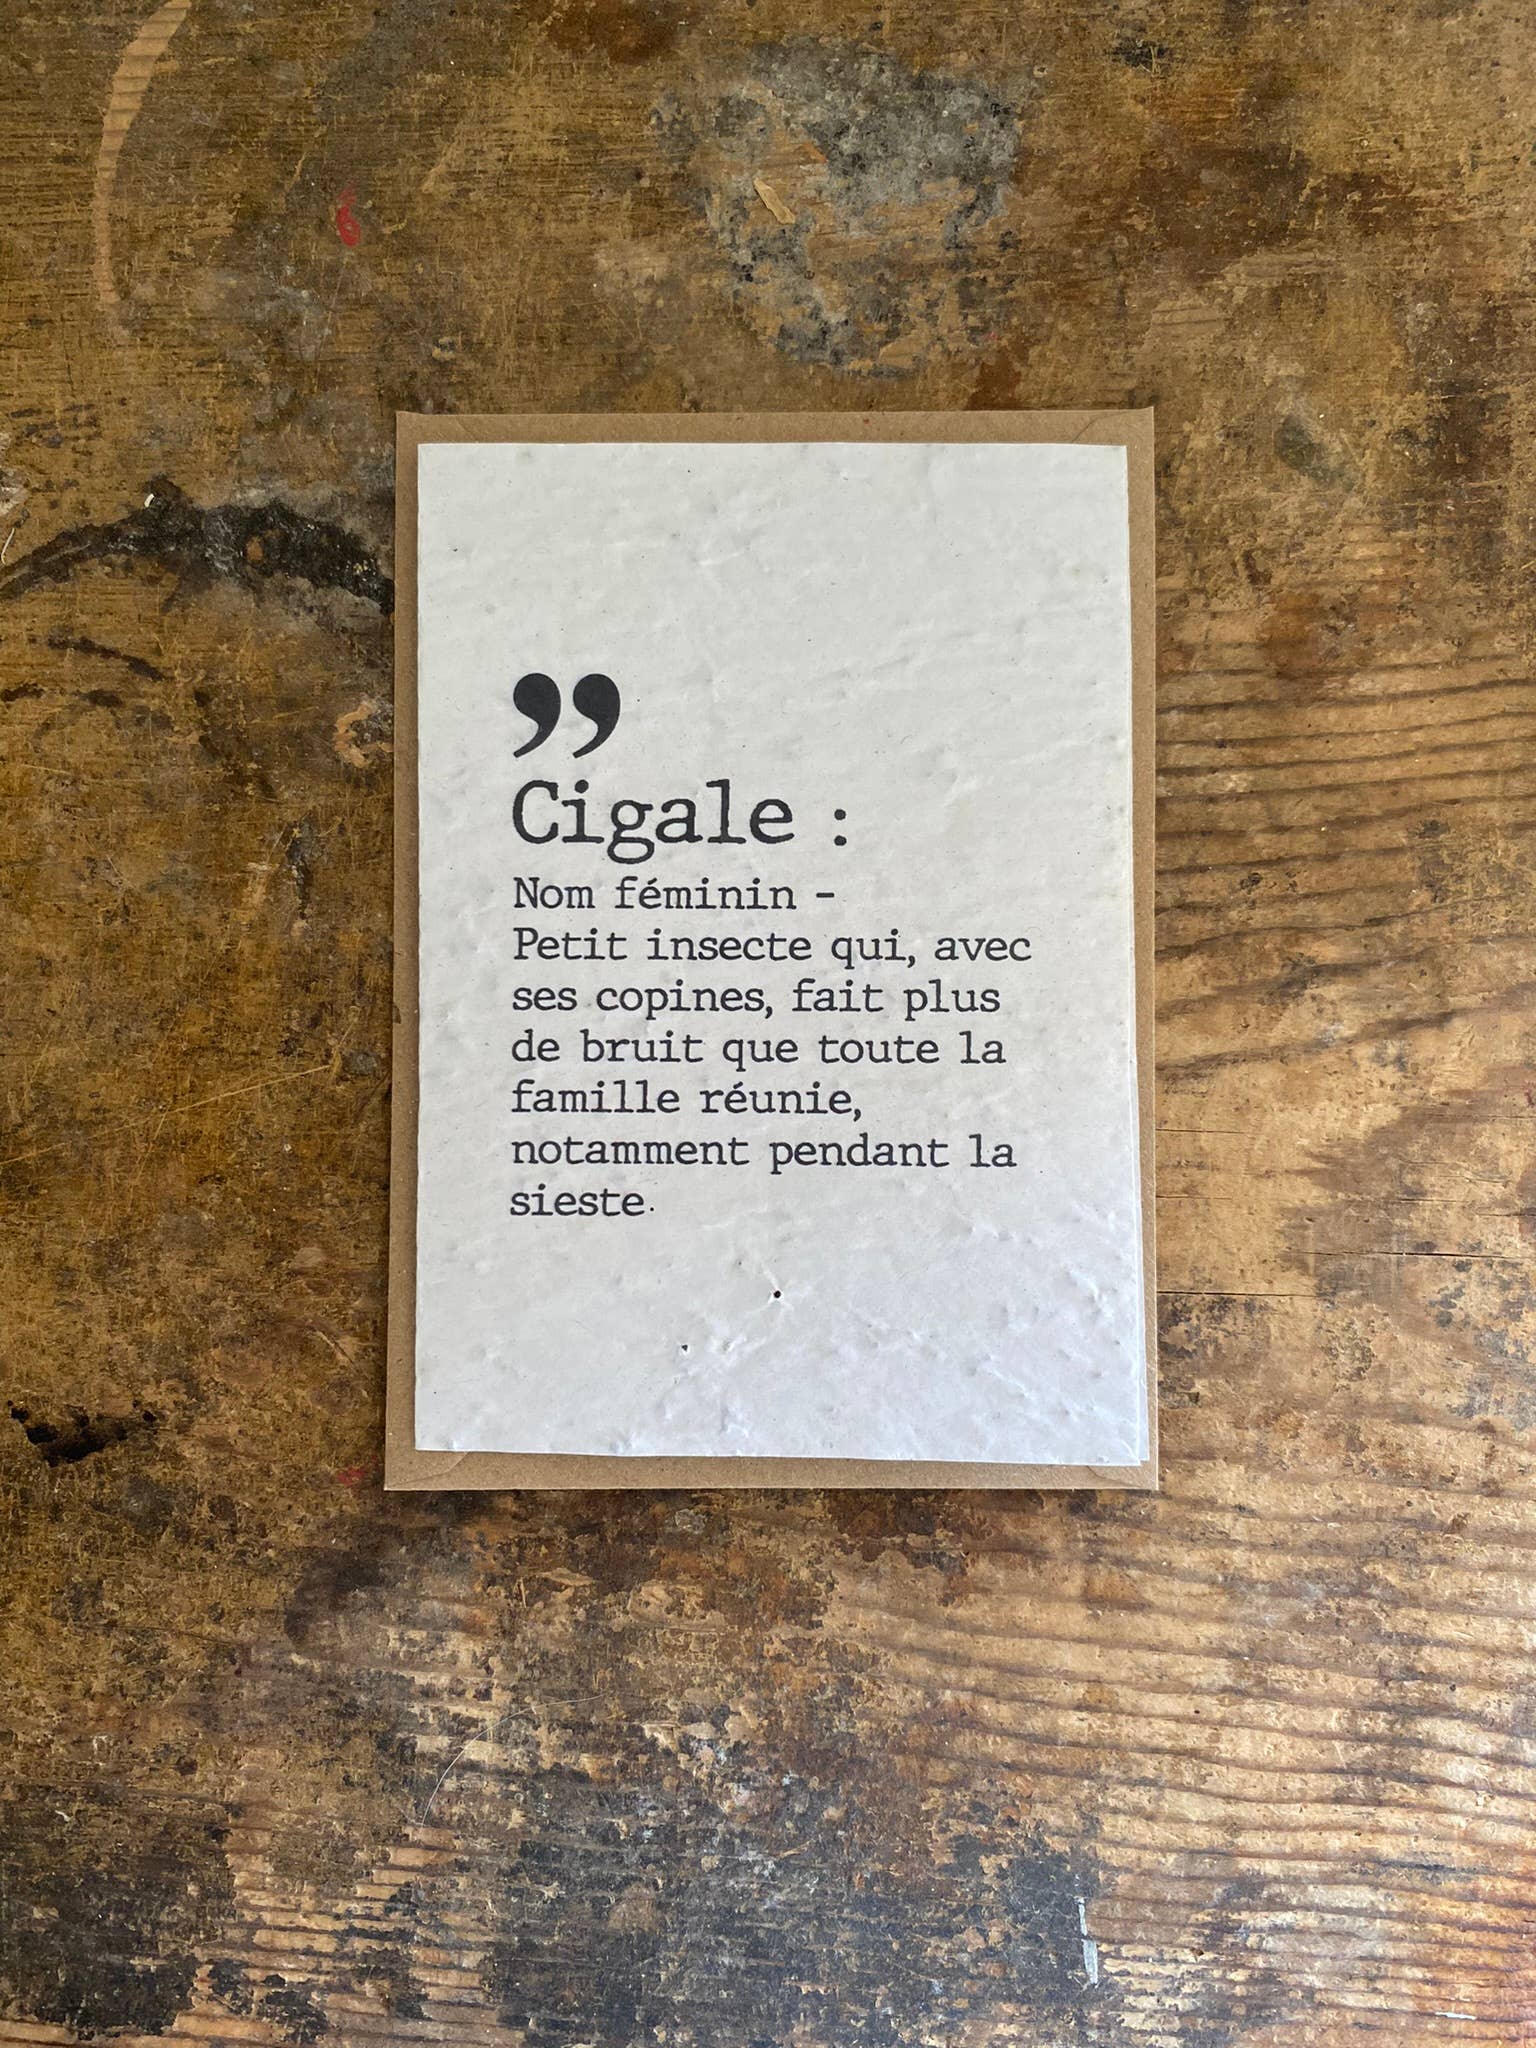 ”
Cigale :
Nom féminin -
Petit insecte qui, avec
ses copines, fait plus
de bruit que toute la
famille réunie,
notamment pendant la
sieste.